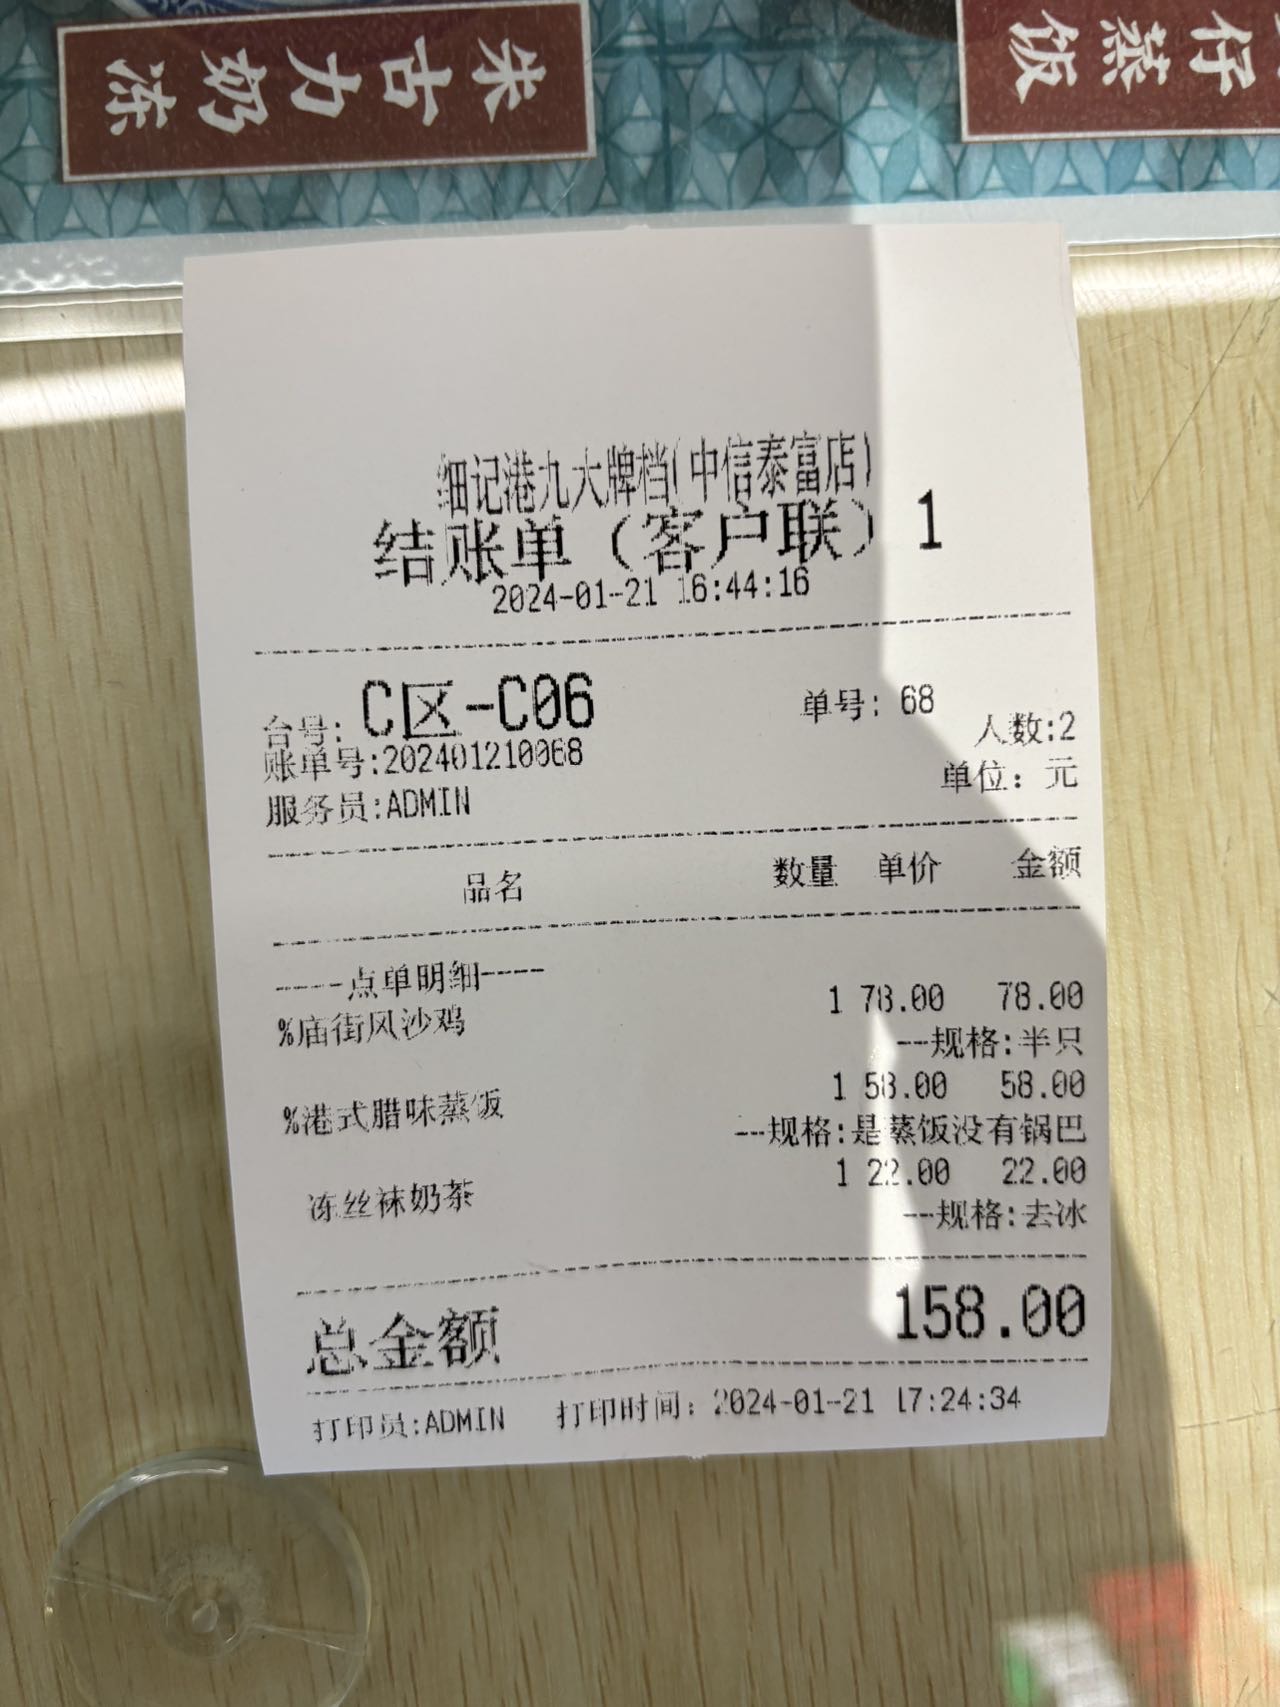 朱古力奶冻
仔蒸饭
细记港九大牌档(中信泰富店)
结账单（客户联）1
2024-01-21 16:44:16
台号: C区-C06 单号: 68
人数:2
账单号:202401210068
单位: 元
服务员:ADMIN
品名 数量 单价 金额
----点单明细----
%庙街风沙鸡 1 78.00 78.00
--规格:半只
%港式腊味蒸饭 1 58.00 58.00
--规格:是蒸饭没有锅巴
冻丝袜奶茶 1 22.00 22.00
--规格:去冰
总金额 158.00
打印员:ADMIN 打印时间: 2024-01-21 17:24:34